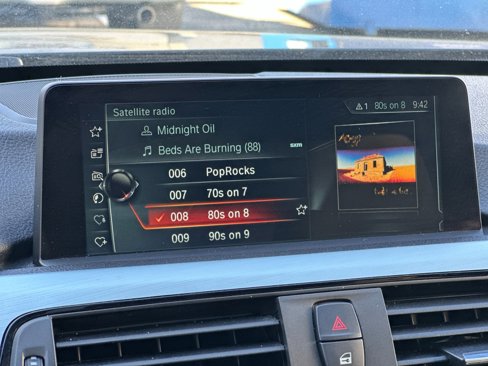 Satellite radio
⚠1 80s on 8 9:42
Midnight Oil
Beds Are Burning (88)
SXM
006 PopRocks
007 70s on 7
008 80s on 8
009 90s on 9